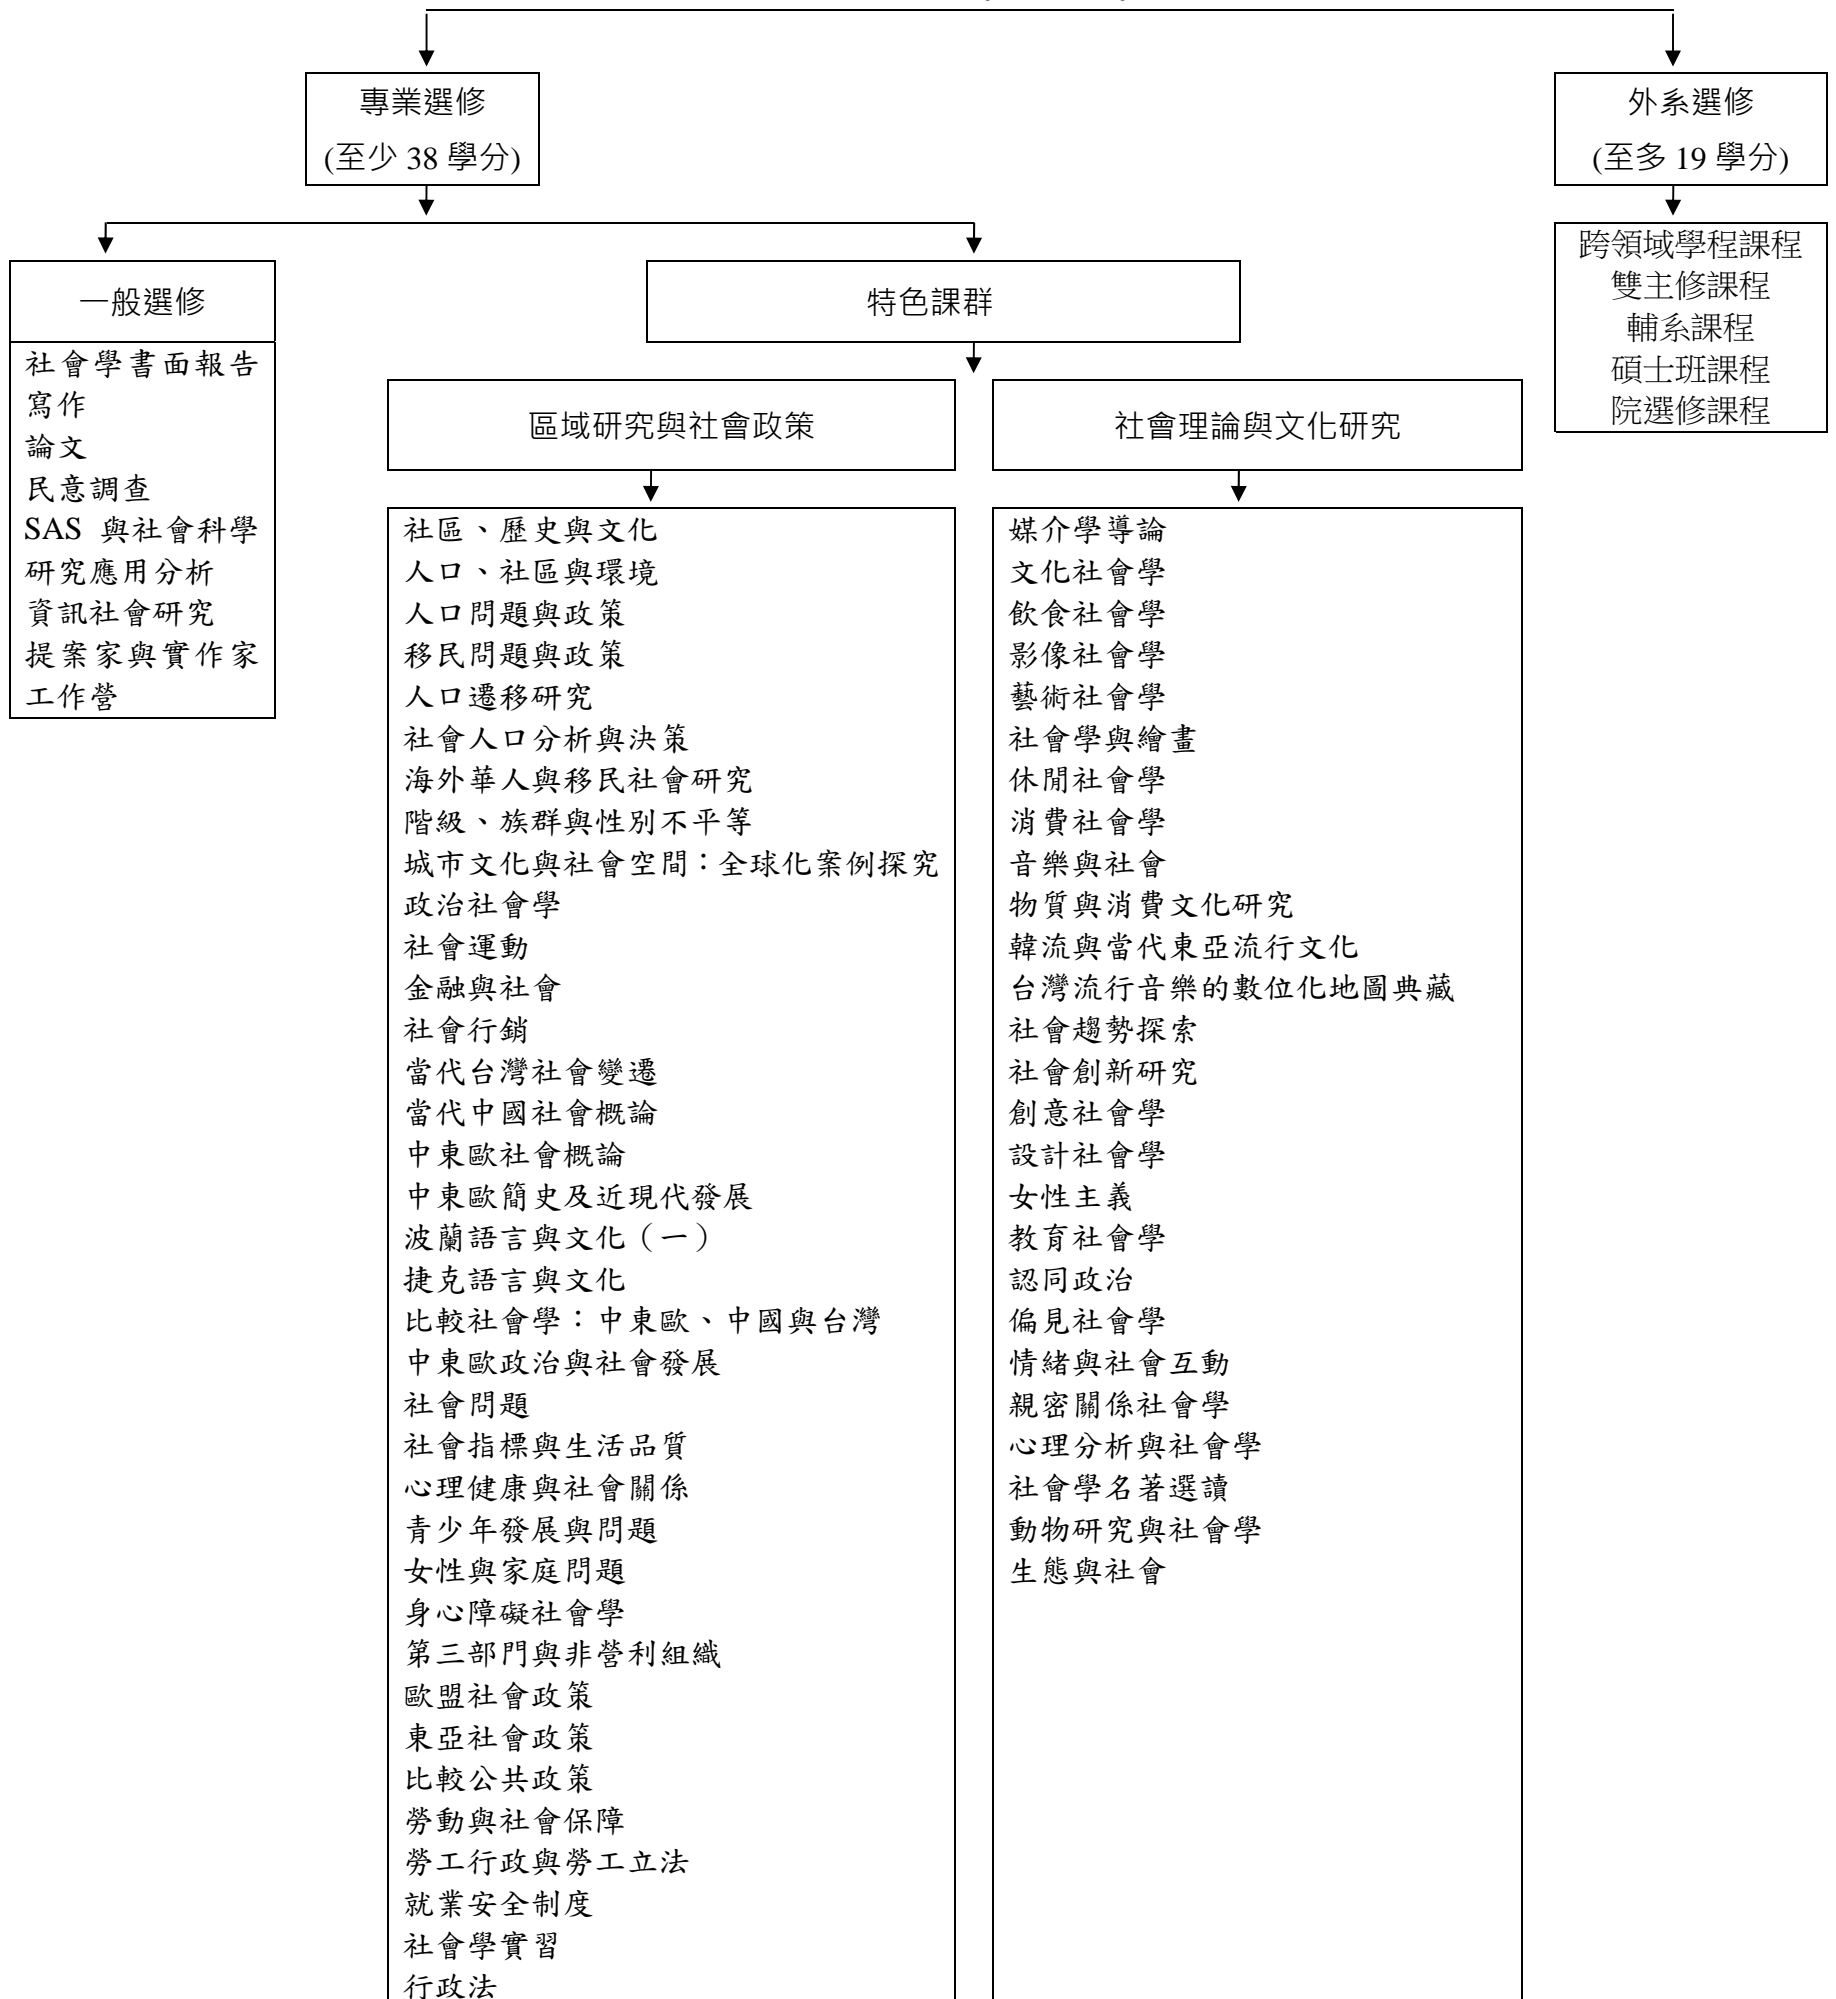 專業選修
(至少 38 學分)
外系選修
(至多 19 學分)
跨領域學程課程
雙主修課程
輔系課程
碩士班課程
院選修課程
一般選修
社會學書面報告
寫作
論文
民意調查
SAS 與社會科學
研究應用分析
資訊社會研究
提案家與實作家
工作營
特色課群
區域研究與社會政策
社區、歷史與文化
人口、社區與環境
人口問題與政策
移民問題與政策
人口遷移研究
社會人口分析與決策
海外華人與移民社會研究
階級、族群與性別不平等
城市文化與社會空間：全球化案例探究
政治社會學
社會運動
金融與社會
社會行銷
當代台灣社會變遷
當代中國社會概論
中東歐社會概論
中東歐簡史及近現代發展
波蘭語言與文化（一）
捷克語言與文化
比較社會學：中東歐、中國與台灣
中東歐政治與社會發展
社會問題
社會指標與生活品質
心理健康與社會關係
青少年發展與問題
女性與家庭問題
身心障礙社會學
第三部門與非營利組織
歐盟社會政策
東亞社會政策
比較公共政策
勞動與社會保障
勞工行政與勞工立法
就業安全制度
社會學實習
行政法
社會理論與文化研究
媒介學導論
文化社會學
飲食社會學
影像社會學
藝術社會學
社會學與繪畫
休閒社會學
消費社會學
音樂與社會
物質與消費文化研究
韓流與當代東亞流行文化
台灣流行音樂的數位化地圖典藏
社會趨勢探索
社會創新研究
創意社會學
設計社會學
女性主義
教育社會學
認同政治
偏見社會學
情緒與社會互動
親密關係社會學
心理分析與社會學
社會學名著選讀
動物研究與社會學
生態與社會